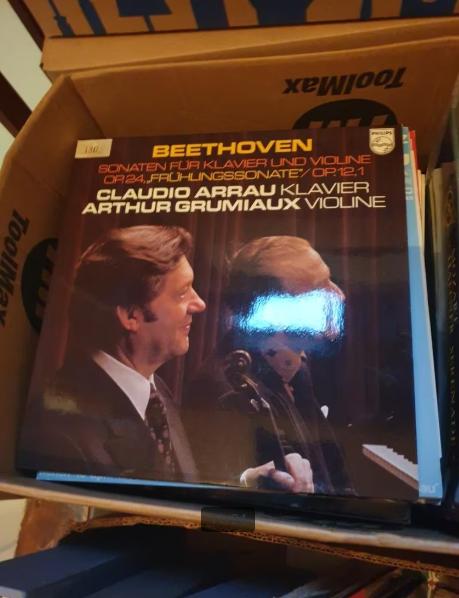 ToolMax
PHILIPS
BEETHOVEN
SONATEN FÜR KLAVIER UND VIOLINE
OP. 24 „FRÜHLINGSSONATE"/ OP. 12,1
CLAUDIO ARRAU KLAVIER
ARTHUR GRUMIAUX VIOLINE
ToolMax